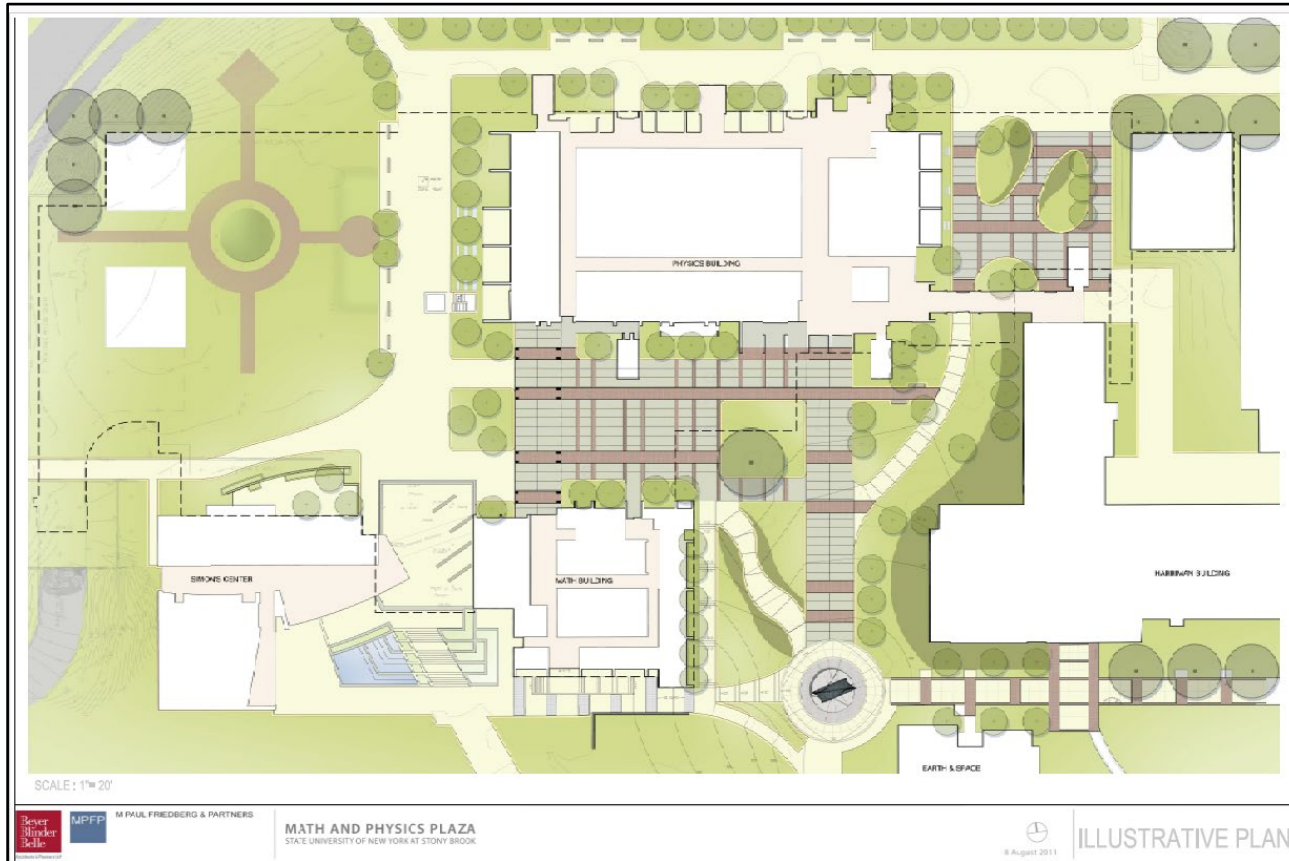 PHYSICS BUILDING
SIMONS CENTER
MATH BUILDING
HARRIMAN BUILDING
EARTH & SPACE
SCALE : 1"= 20'
Beyer
Blinder
Belle
MPFP
M PAUL FRIEDBERG & PARTNERS
MATH AND PHYSICS PLAZA
STATE UNIVERSITY OF NEW YORK AT STONY BROOK
8 August 2011
ILLUSTRATIVE PLAN